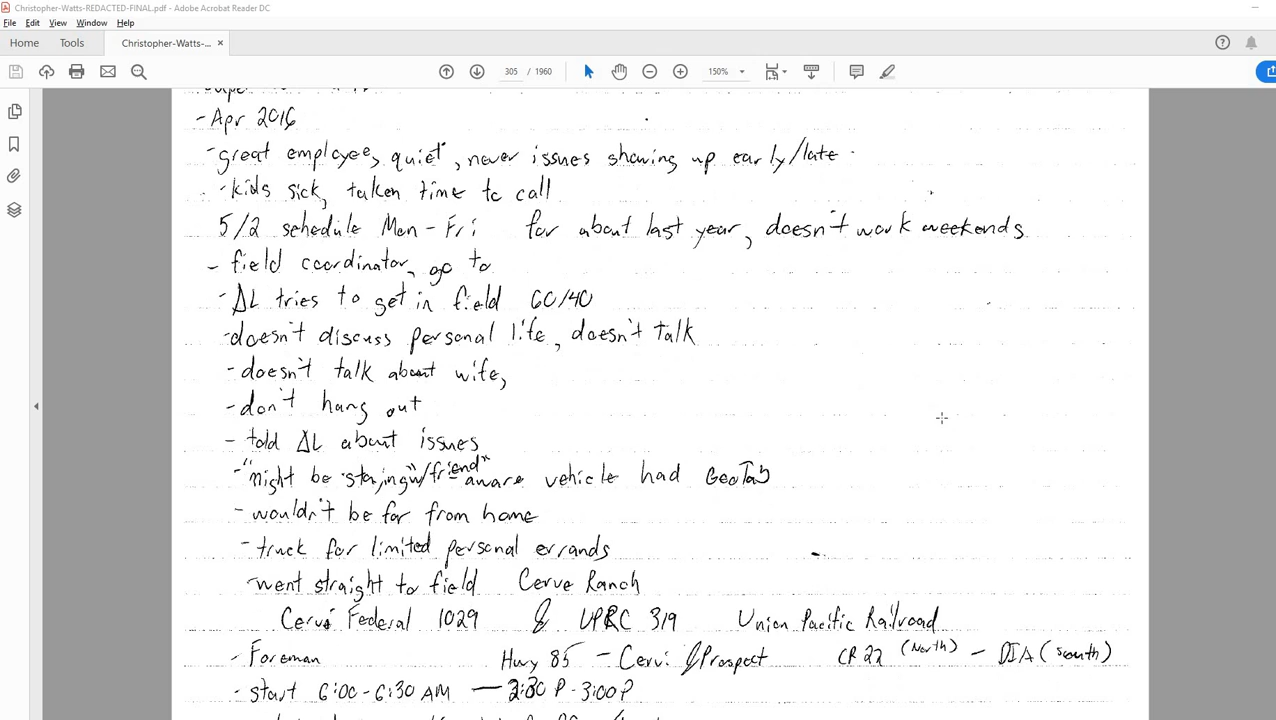 Christopher-Watts-REDACTED-FINAL.pdf - Adobe Acrobat Reader DC
File Edit View Window Help
Home Tools Christopher-Watts-... ×
305 / 1960 150%
- Apr 2016
- great employee, quiet, never issues showing up early/late
- kids sick, taken time to call
5/2 schedule Mon - Fri for about last year, doesn't work weekends
- field coordinator, go to
- ΔL tries to get in field 60/40
- doesn't discuss personal life, doesn't talk
- doesn't talk about wife,
- don't hang out
- told ΔL about issues
- "might be staying w/friend" aware vehicle had GeoTab
- wouldn't be far from home
- truck for limited personal errands
- went straight to field Cerve Ranch
Cervi Federal 1029 & UPRC 319 Union Pacific Railroad
- Foreman Hwy 85 - Cervi & Prospect CR 22 (North) - DIA (south)
- start 6:00 - 6:30 AM — 2:30 P - 3:00 P